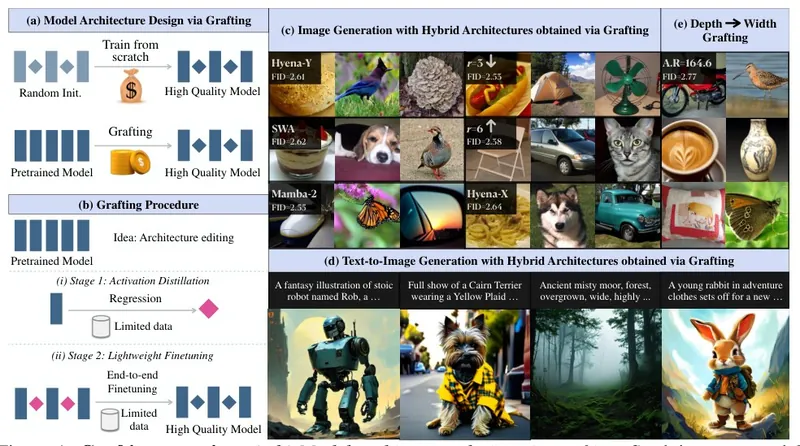 (a) Model Architecture Design via Grafting
Train from
scratch
$
Random Init.
High Quality Model
Grafting
Pretrained Model
High Quality Model
(b) Grafting Procedure
Idea: Architecture editing
Pretrained Model
(i) Stage 1: Activation Distillation
Regression
Limited data
(ii) Stage 2: Lightweight Finetuning
End-to-end
Finetuning
Limited
data
High Quality Model
(c) Image Generation with Hybrid Architectures obtained via Grafting
Hyena-Y
FID=2.61
r=3 ↓
FID=2.53
SWA
FID=2.62
r=6 ↑
FID=2.38
Mamba-2
FID=2.55
Hyena-X
FID=2.64
(e) Depth → Width
Grafting
A.R=164.6
FID=2.77
(d) Text-to-Image Generation with Hybrid Architectures obtained via Grafting
A fantasy illustration of stoic
robot named Rob, a …
Full show of a Cairn Terrier
wearing a Yellow Plaid …
Ancient misty moor, forest,
overgrown, wide, highly ...
A young rabbit in adventure
clothes sets off for a new …